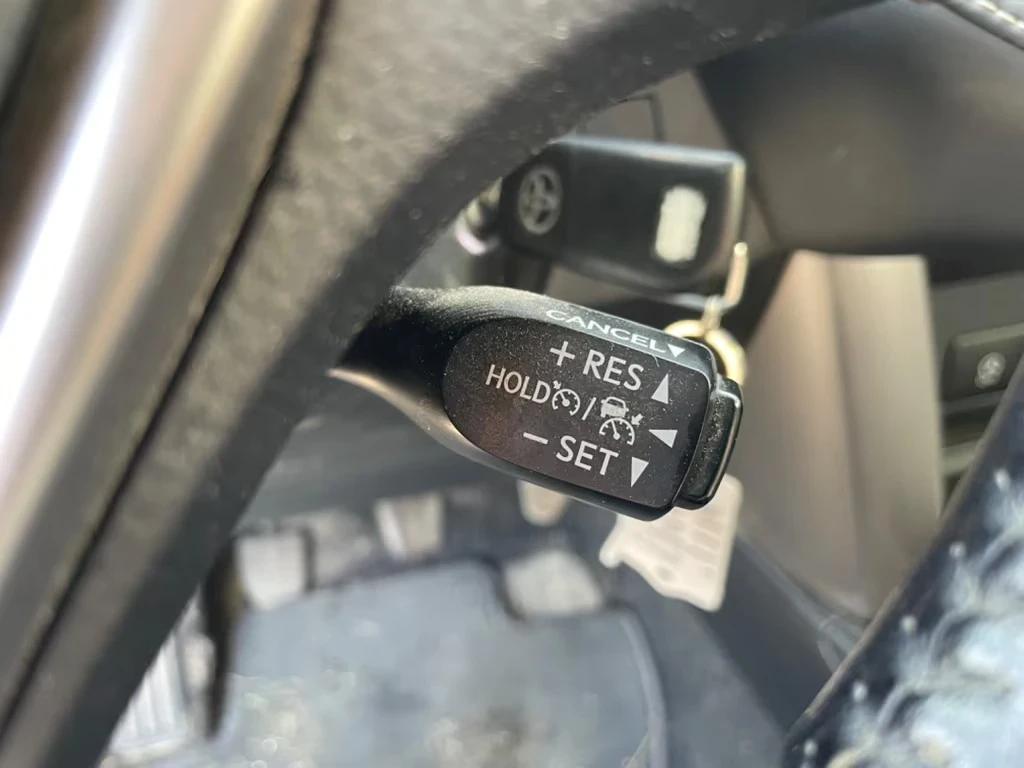 CANCEL▼
+ RES ▲
HOLD / ◀
− SET ▼